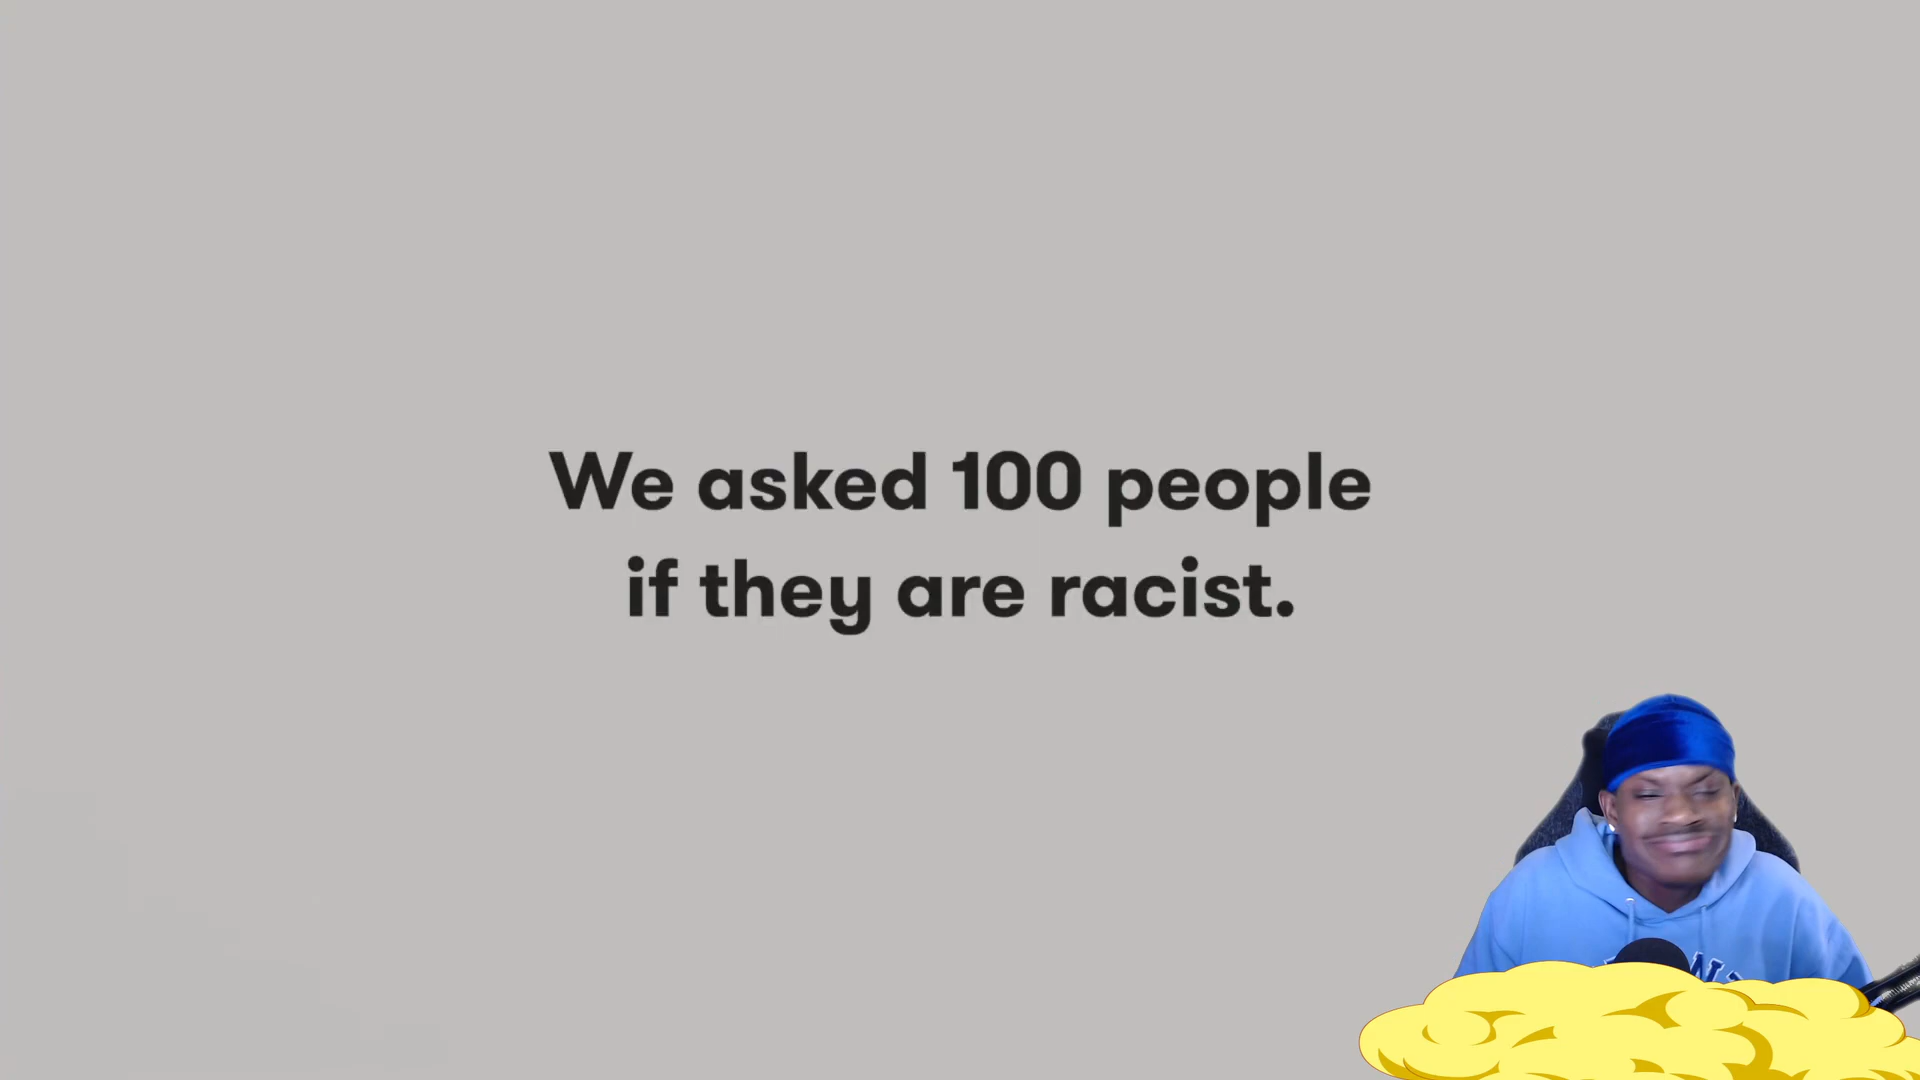 We asked 100 people
if they are racist.